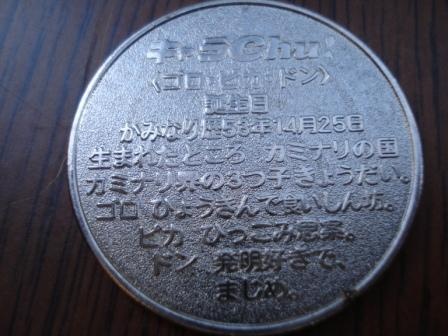 キャラChu!
〈ゴロ・ピカ・ドン〉
誕生日
かみなり歴53年14月25日
生まれたところ カミナリの国
カミナリ系の3つ子きょうだい。
ゴロ ひょうきんで食いしん坊。
ピカ ひっこみ思案。
ドン 発明好きで、
まじめ。